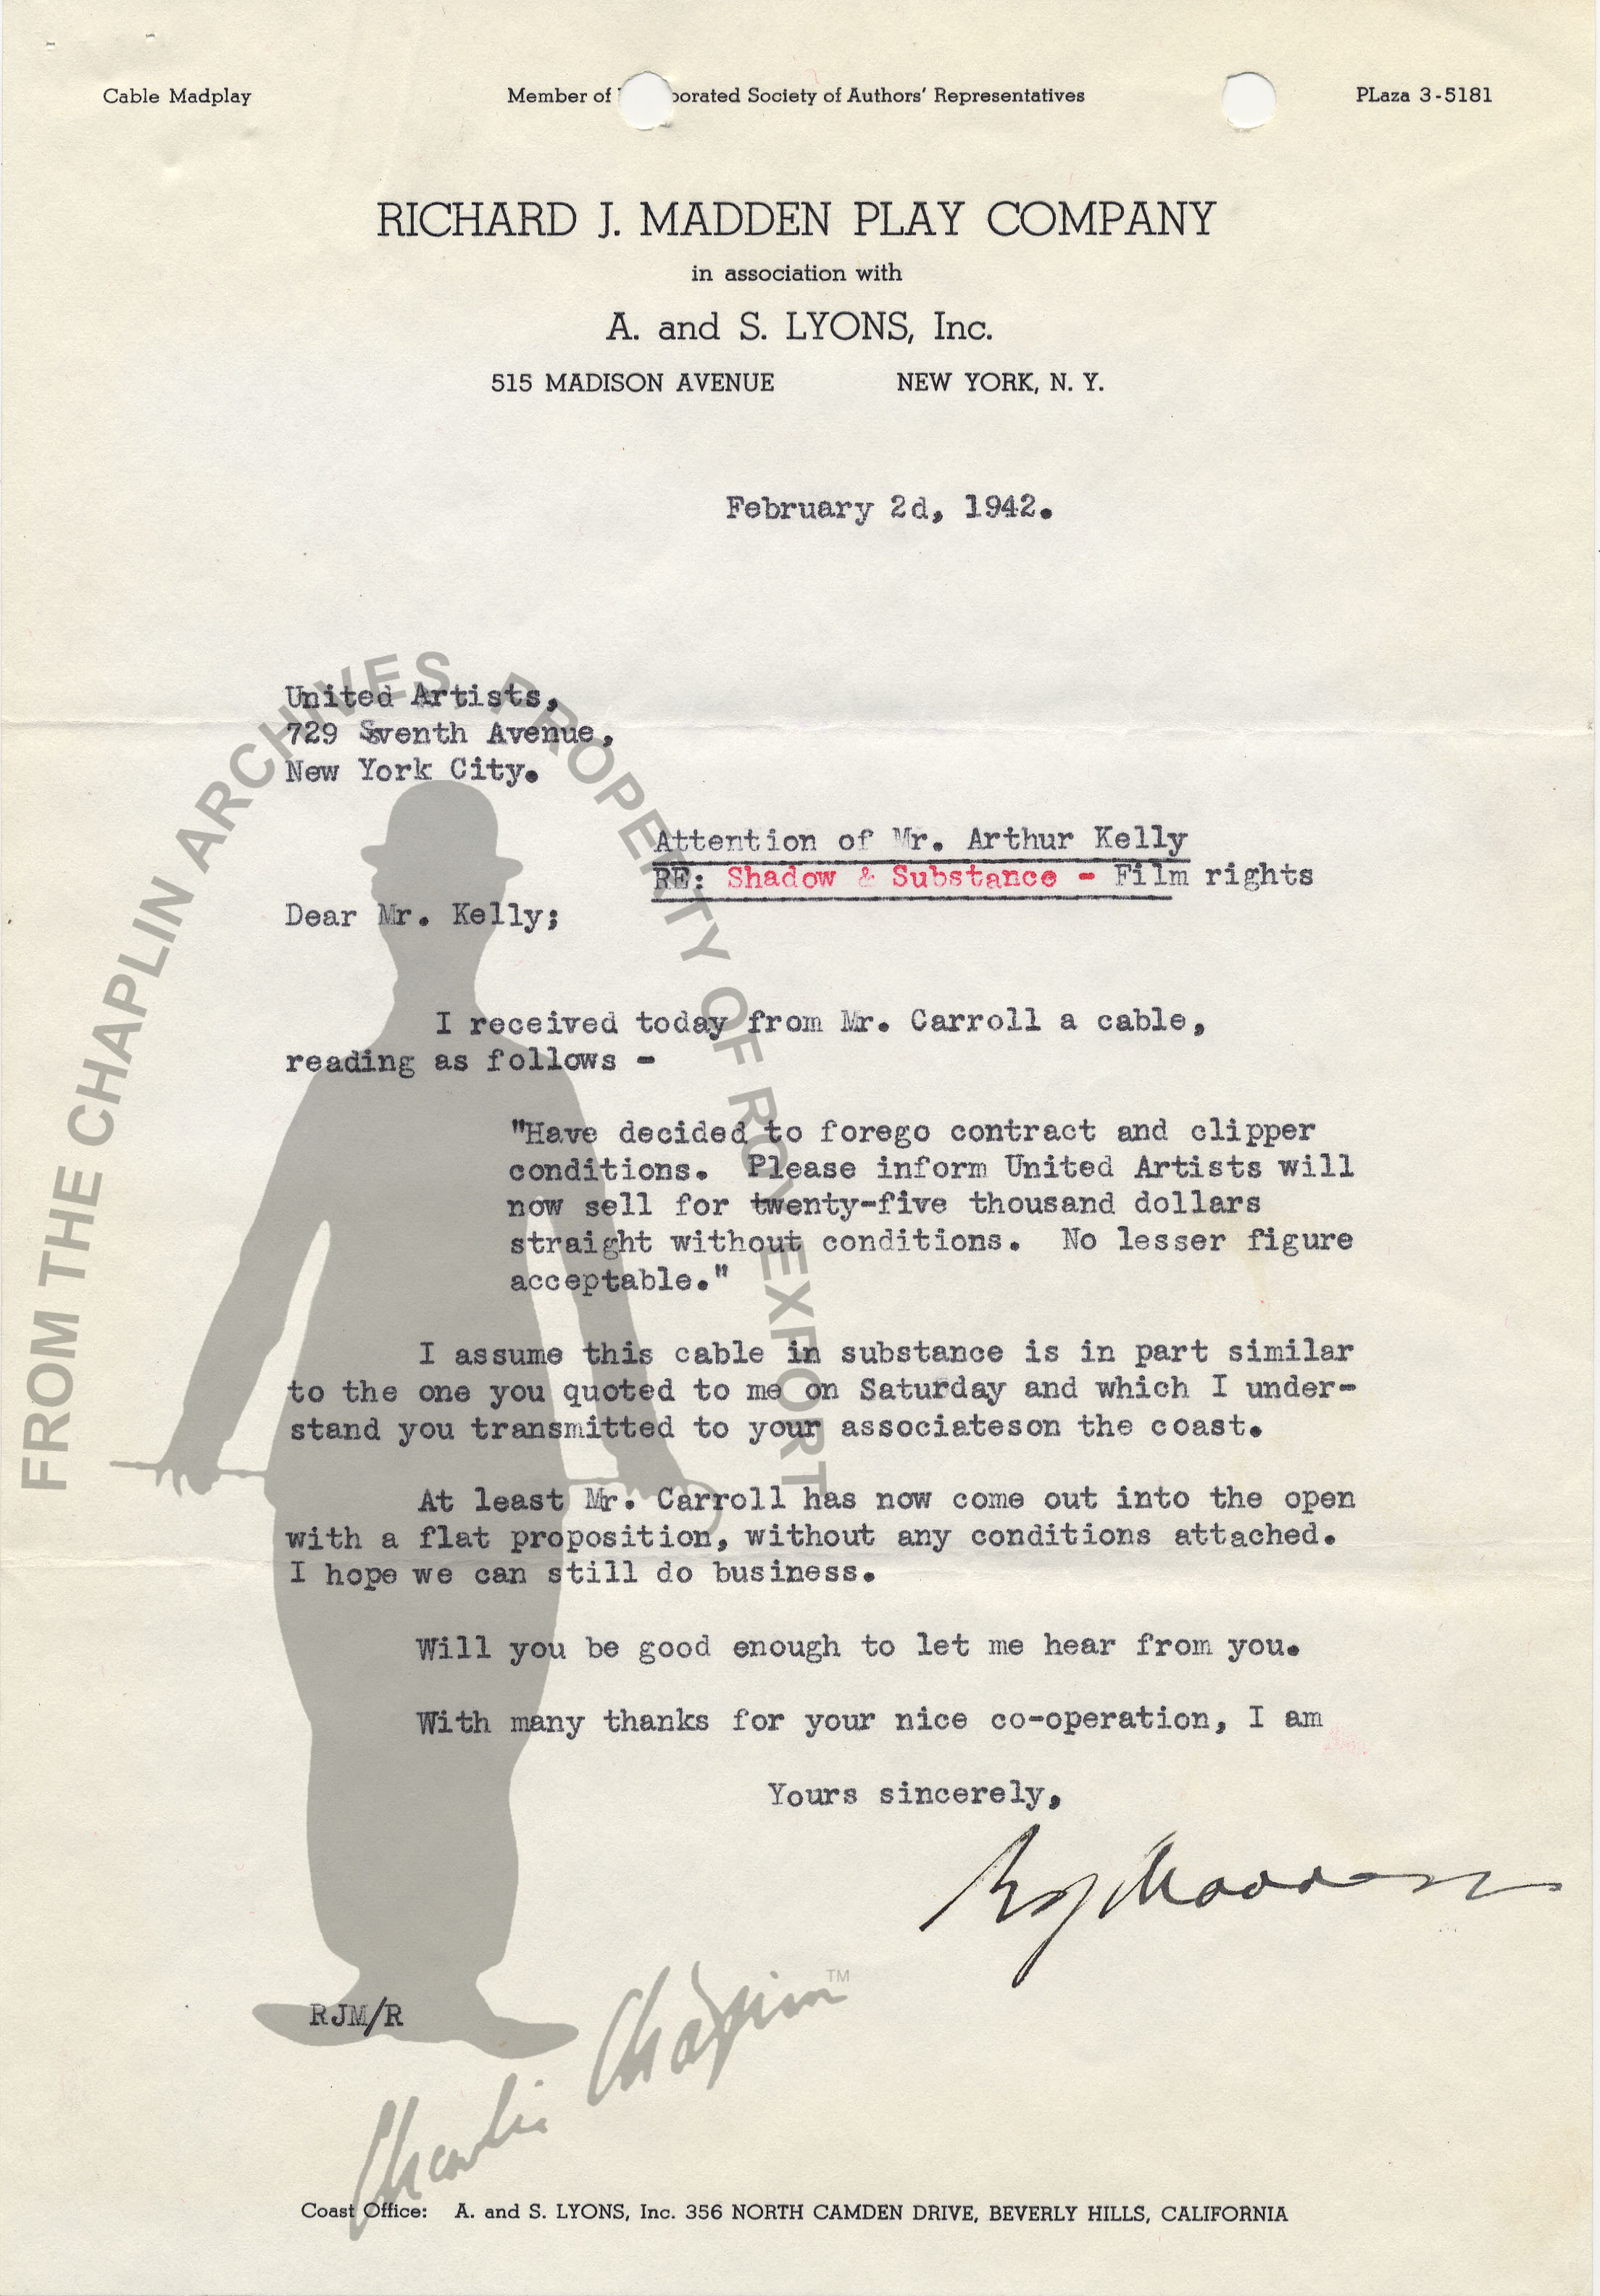 Cable Madplay
Member of porated Society of Authors' Representatives
PLaza 3-5181
RICHARD J. MADDEN PLAY COMPANY
in association with
A. and S. LYONS, Inc.
515 MADISON AVENUE NEW YORK, N. Y.
February 2d, 1942.
United Artists,
729 Sventh Avenue,
New York City.
Attention of Mr. Arthur Kelly
RE: Shadow & Substance - Film rights
Dear Mr. Kelly;
I received today from Mr. Carroll a cable,
reading as follows -
"Have decided to forego contract and clipper
conditions. Please inform United Artists will
now sell for twenty-five thousand dollars
straight without conditions. No lesser figure
acceptable."
I assume this cable in substance is in part similar
to the one you quoted to me on Saturday and which I under-
stand you transmitted to your associateson the coast.
At least Mr. Carroll has now come out into the open
with a flat proposition, without any conditions attached.
I hope we can still do business.
Will you be good enough to let me hear from you.
With many thanks for your nice co-operation, I am
Yours sincerely,
RJMadden
RJM/R
Coast Office: A. and S. LYONS, Inc. 356 NORTH CAMDEN DRIVE, BEVERLY HILLS, CALIFORNIA
FROM THE CHAPLIN ARCHIVES, PROPERTY OF ROY EXPORT
Charlie Chaplin TM